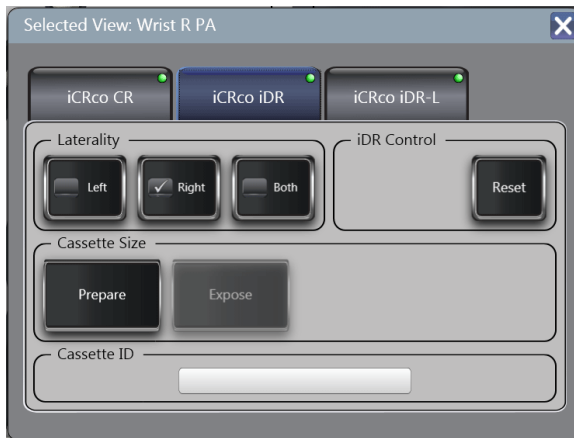 Selected View: Wrist R PA
iCRco CR
iCRco iDR
iCRco iDR-L
Laterality
Left
Right
Both
iDR Control
Reset
Cassette Size
Prepare
Expose
Cassette ID